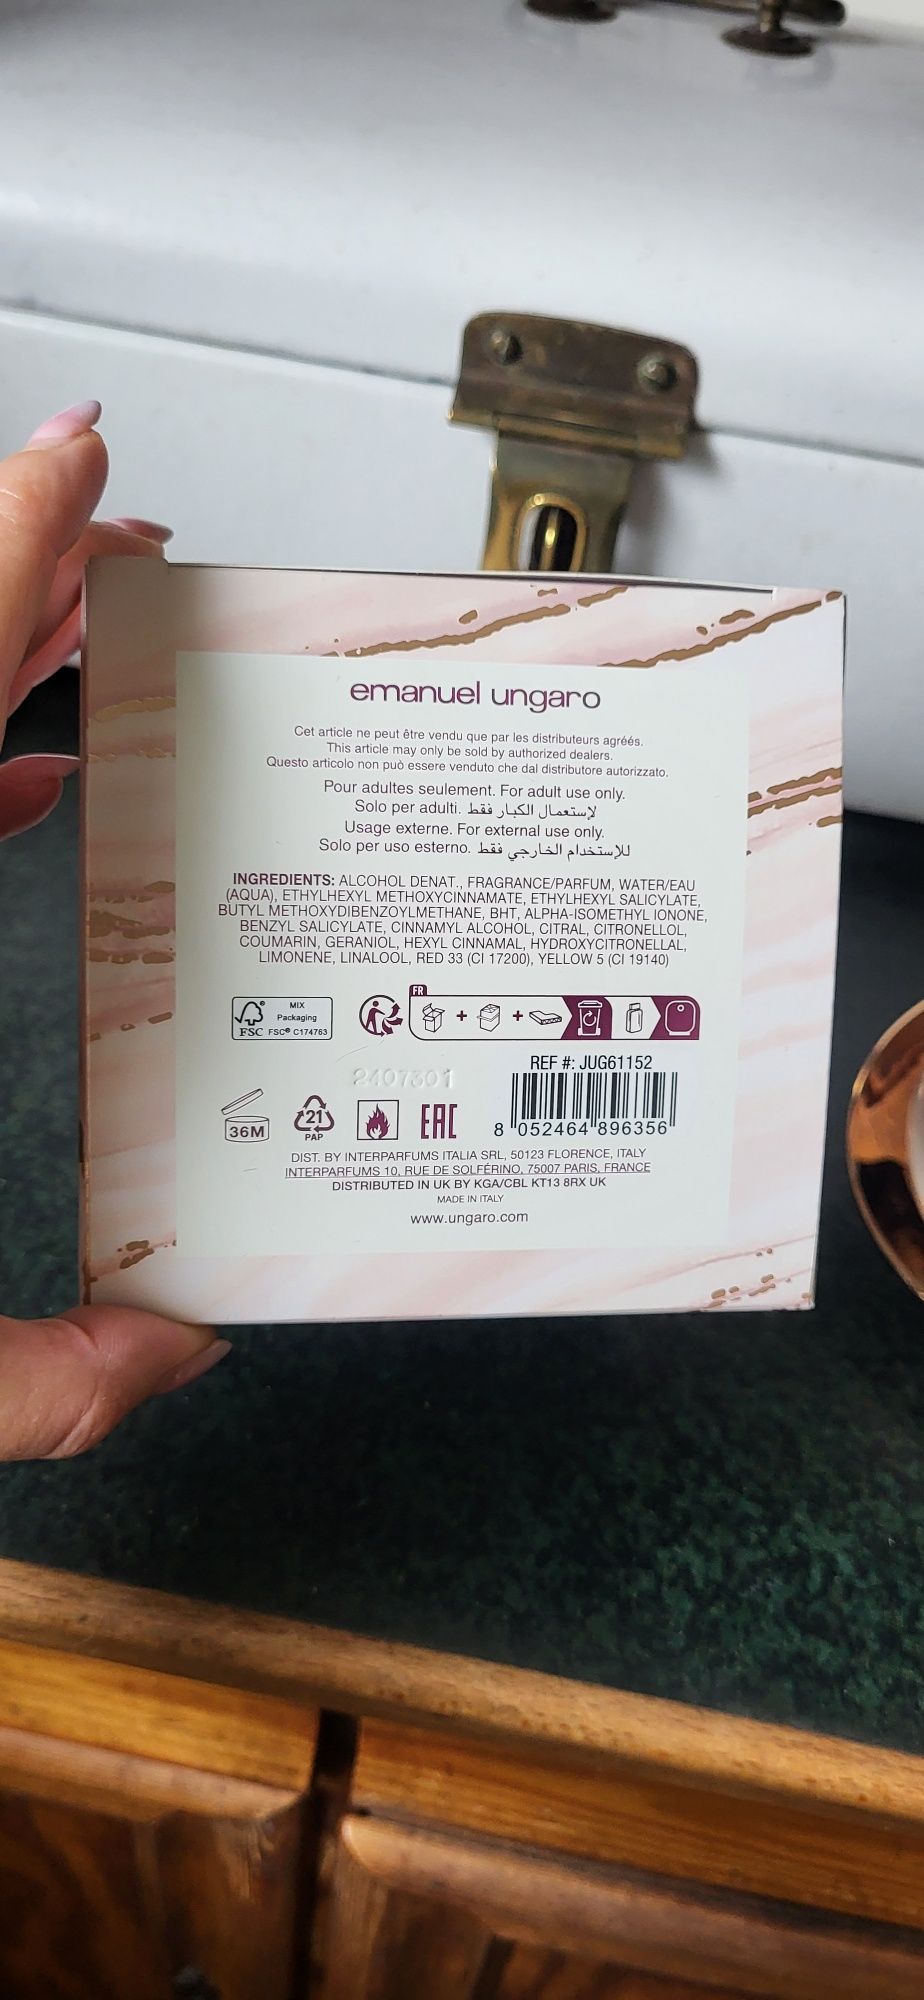 emanuel ungaro
Cet article ne peut être vendu que par les distributeurs agréés.
This article may only be sold by authorized dealers.
Questo articolo non può essere venduto che dal distributore autorizzato.
Pour adultes seulement. For adult use only.
Solo per adulti. لإستعمال الكبار فقط
Usage externe. For external use only.
Solo per uso esterno. للإستخدام الخارجي فقط
INGREDIENTS: ALCOHOL DENAT., FRAGRANCE/PARFUM, WATER/EAU
(AQUA), ETHYLHEXYL METHOXYCINNAMATE, ETHYLHEXYL SALICYLATE,
BUTYL METHOXYDIBENZOYLMETHANE, BHT, ALPHA-ISOMETHYL IONONE,
BENZYL SALICYLATE, CINNAMYL ALCOHOL, CITRAL, CITRONELLOL,
COUMARIN, GERANIOL, HEXYL CINNAMAL, HYDROXYCITRONELLAL,
LIMONENE, LINALOOL, RED 33 (CI 17200), YELLOW 5 (CI 19140)
FR
MIX
Packaging
FSC FSC® C174763
+ +
2407301
REF #: JUG61152
8 052464 896356
36M
21
PAP
EAC
DIST. BY INTERPARFUMS ITALIA SRL, 50123 FLORENCE, ITALY
INTERPARFUMS 10, RUE DE SOLFÉRINO, 75007 PARIS, FRANCE
DISTRIBUTED IN UK BY KGA/CBL KT13 8RX UK
MADE IN ITALY
www.ungaro.com